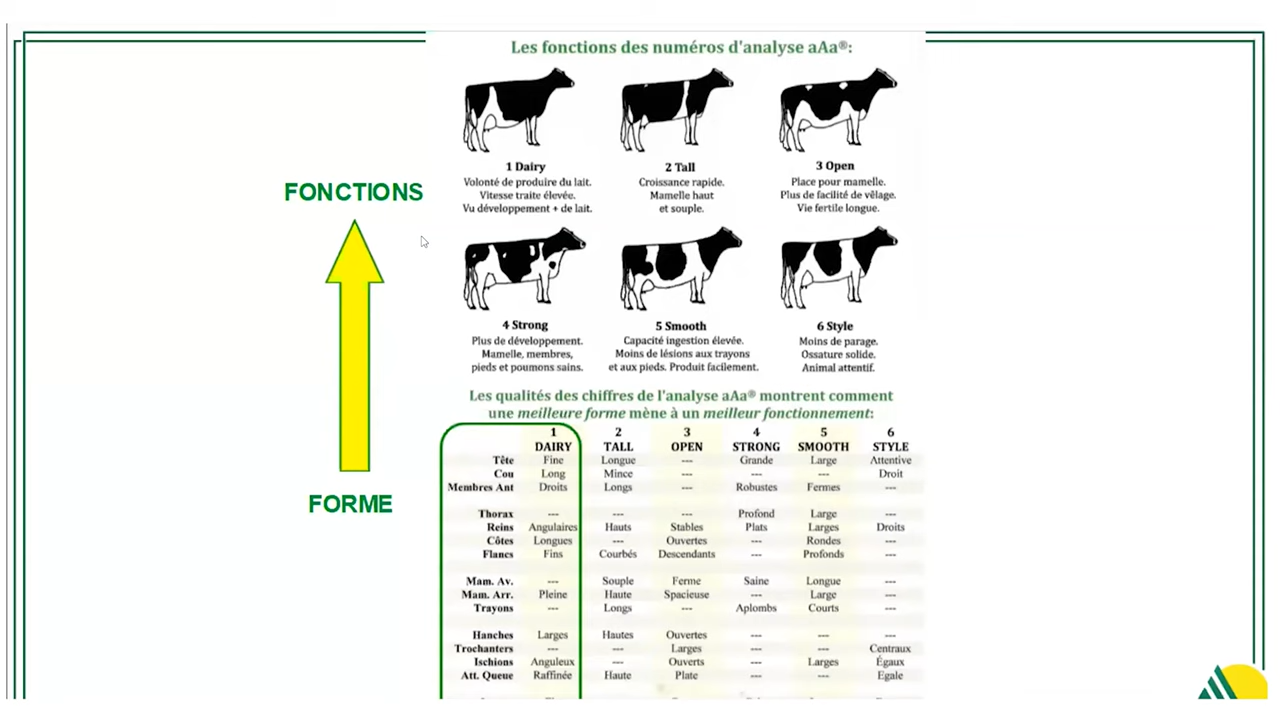 Les fonctions des numéros d'analyse aAa®:
1 Dairy
Volonté de produire du lait.
Vitesse traite élevée.
Vu développement + de lait.
2 Tall
Croissance rapide.
Mamelle haut
et souple.
3 Open
Place pour mamelle.
Plus de facilité de vêlage.
Vie fertile longue.
FONCTIONS
4 Strong
Plus de développement.
Mamelle, membres,
pieds et poumons sains.
5 Smooth
Capacité ingestion élevée.
Moins de lésions aux trayons
et aux pieds. Produit facilement.
6 Style
Moins de parage.
Ossature solide.
Animal attentif.
FORME
Les qualités des chiffres de l'analyse aAa® montrent comment
une meilleure forme mène à un meilleur fonctionnement:
1 2 3 4 5 6
DAIRY TALL OPEN STRONG SMOOTH STYLE
Tête Fine Longue --- Grande Large Attentive
Cou Long Mince --- --- --- Droit
Membres Ant Droits Longs --- Robustes Fermes ---
Thorax --- --- --- Profond Large ---
Reins Angulaires Hauts Stables Plats Larges Droits
Côtes Longues --- Ouvertes --- Rondes ---
Flancs Fins Courbés Descendants --- Profonds ---
Mam. Av. --- Souple Ferme Saine Longue ---
Mam. Arr. Pleine Haute Spacieuse --- Large ---
Trayons --- Longs --- Aplombs Courts ---
Hanches Larges Hautes Ouvertes --- --- ---
Trochanters --- --- Larges --- --- Centraux
Ischions Anguleux --- Ouverts --- Larges Égaux
Att. Queue Raffinée Haute Plate --- --- Egale